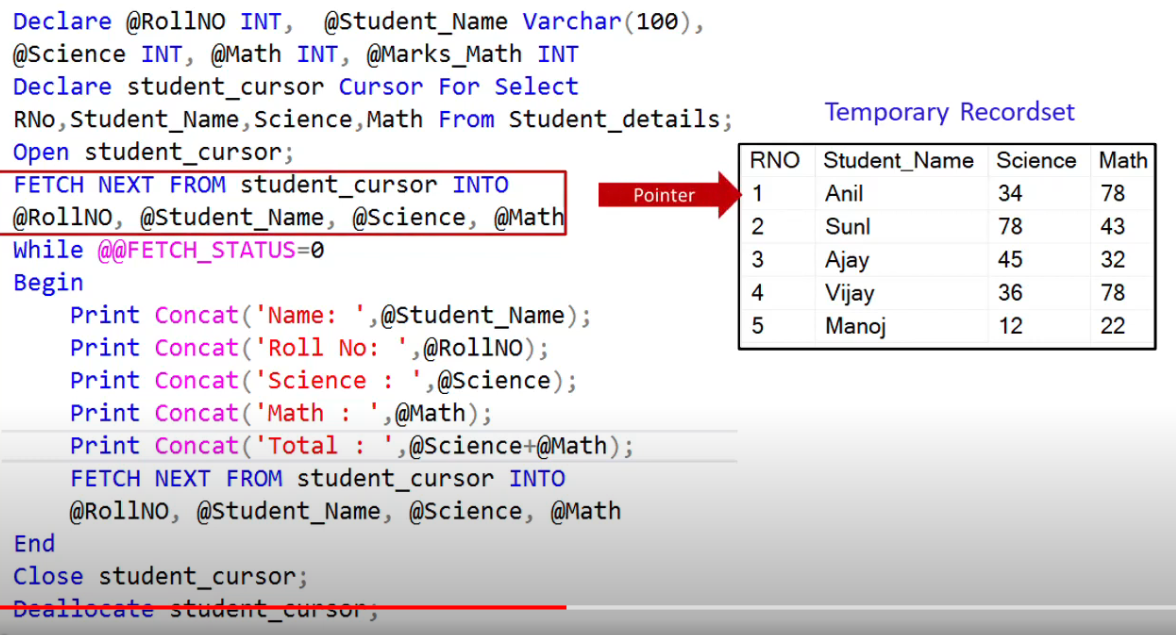 Declare @RollNO INT,  @Student_Name Varchar(100),
@Science INT, @Math INT, @Marks_Math INT
Declare student_cursor Cursor For Select
RNo,Student_Name,Science,Math From Student_details;
Open student_cursor;
FETCH NEXT FROM student_cursor INTO
@RollNO, @Student_Name, @Science, @Math
While @@FETCH_STATUS=0
Begin
    Print Concat('Name: ',@Student_Name);
    Print Concat('Roll No: ',@RollNO);
    Print Concat('Science : ',@Science);
    Print Concat('Math : ',@Math);
    Print Concat('Total : ',@Science+@Math);
    FETCH NEXT FROM student_cursor INTO
    @RollNO, @Student_Name, @Science, @Math
End
Close student_cursor;
Deallocate student_cursor;
Temporary Recordset
Pointer
RNO Student_Name Science Math
1 Anil 34 78
2 Sunl 78 43
3 Ajay 45 32
4 Vijay 36 78
5 Manoj 12 22